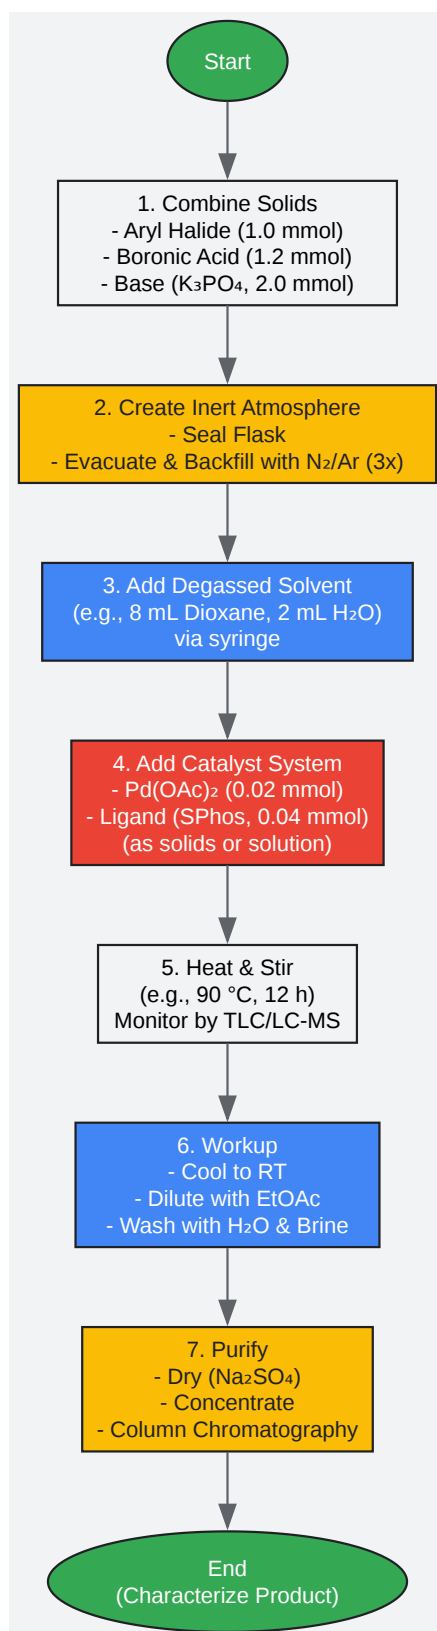 Start
1. Combine Solids
- Aryl Halide (1.0 mmol)
- Boronic Acid (1.2 mmol)
- Base (K₃PO₄, 2.0 mmol)
2. Create Inert Atmosphere
- Seal Flask
- Evacuate & Backfill with N₂/Ar (3x)
3. Add Degassed Solvent
(e.g., 8 mL Dioxane, 2 mL H₂O)
via syringe
4. Add Catalyst System
- Pd(OAc)₂ (0.02 mmol)
- Ligand (SPhos, 0.04 mmol)
(as solids or solution)
5. Heat & Stir
(e.g., 90 °C, 12 h)
Monitor by TLC/LC-MS
6. Workup
- Cool to RT
- Dilute with EtOAc
- Wash with H₂O & Brine
7. Purify
- Dry (Na₂SO₄)
- Concentrate
- Column Chromatography
End
(Characterize Product)